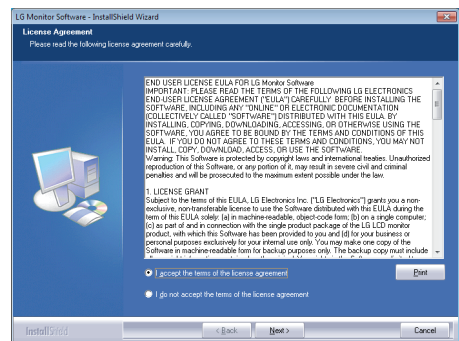 LG Monitor Software - InstallShield Wizard
License Agreement
Please read the following license agreement carefully.
END USER LICENSE EULA FOR LG Monitor Software
IMPORTANT: PLEASE READ THE TERMS OF THE FOLLOWING LG ELECTRONICS
END-USER LICENSE AGREEMENT ("EULA") CAREFULLY BEFORE INSTALLING THE
SOFTWARE, INCLUDING ANY "ONLINE" OR ELECTRONIC DOCUMENTATION
(COLLECTIVELY CALLED "SOFTWARE") DISTRIBUTED WITH THIS EULA. BY
INSTALLING, COPYING, DOWNLOADING, ACCESSING, OR OTHERWISE USING THE
SOFTWARE, YOU AGREE TO BE BOUND BY THE TERMS AND CONDITIONS OF THIS
EULA. IF YOU DO NOT AGREE TO THESE TERMS AND CONDITIONS, YOU MAY NOT
INSTALL, COPY, DOWNLOAD, ACCESS, OR USE THE SOFTWARE.
Warning: This Software is protected by copyright laws and international treaties. Unauthorized
reproduction of this Software, or any portion of it, may result in severe civil and criminal
penalties and will be prosecuted to the maximum extent possible under the law.
1. LICENSE GRANT
Subject to the terms of this EULA, LG Electronics Inc. ("LG Electronics") grants you a non-
exclusive, non-transferable license to use the Software distributed with this EULA during the
term of this EULA solely: (a) in machine-readable, object-code form; (b) on a single computer;
(c) as part of and in connection with the single product package of the LG LCD monitor
product, with which this Software has been provided to you and (d) for your business or
personal purposes exclusively for your internal use only. You may make one copy of the
Software in machine-readable form for backup purposes only. The backup copy must include
I accept the terms of the license agreement
Print
I do not accept the terms of the license agreement
InstallShield
< Back
Next >
Cancel